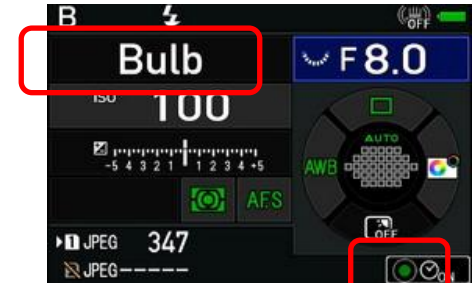 B OFF
Bulb F8.0
ISO 100
-5 4 3 2 1 1 2 3 4 +5
AUTO
AWB
AF.S
OFF
1 JPEG 347
2 JPEG-----
ON